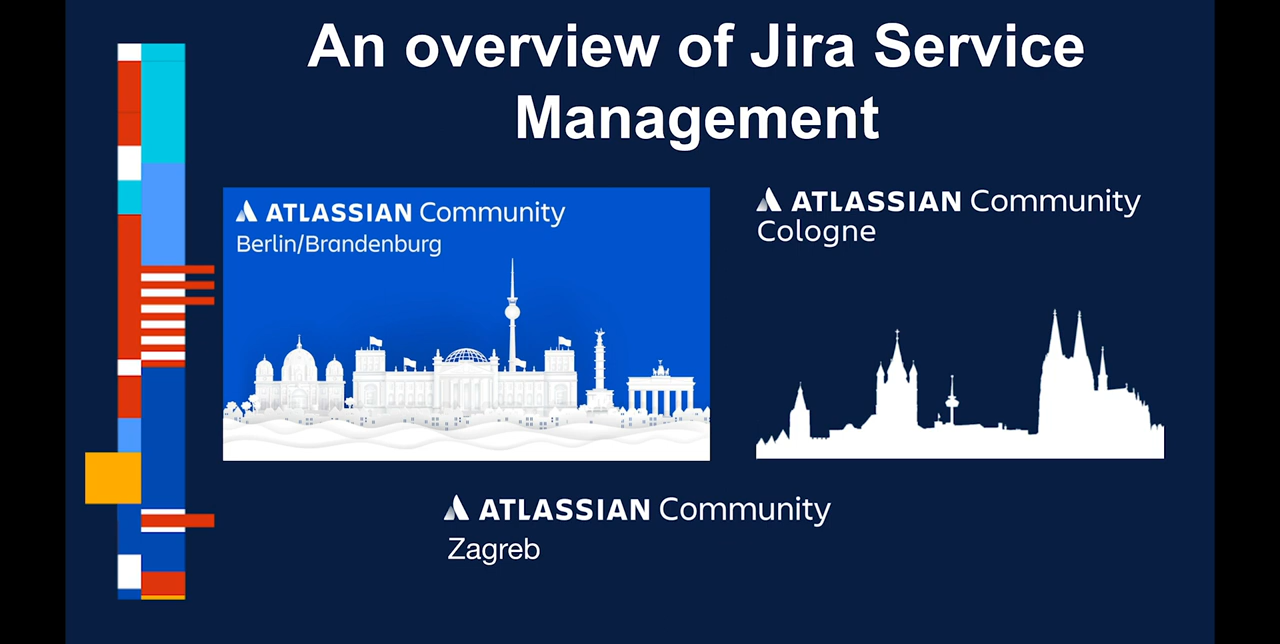 An overview of Jira Service
Management
ATLASSIAN Community
Berlin/Brandenburg
ATLASSIAN Community
Cologne
ATLASSIAN Community
Zagreb